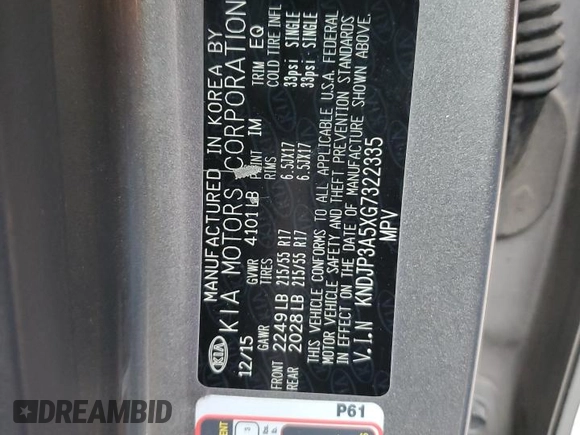 MANUFACTURED IN KOREA BY
KIA KIA MOTORS CORPORATION
12/15 GVWR 4101LB PAINT IM TRIM EQ
GAWR TIRES RIMS COLD TIRE INFL
FRONT 2249LB 215/55 R17 6.5JX17 33psi SINGLE
REAR 2028LB 215/55 R17 6.5JX17 33psi SINGLE
THIS VEHICLE CONFORMS TO ALL APPLICABLE U.S.A. FEDERAL
MOTOR VEHICLE SAFETY AND THEFT PREVENTION STANDARDS
IN EFFECT ON THE DATE OF MANUFACTURE SHOWN ABOVE.
V.I.N KNDJP3A5XG7322335
MPV
P61
DREAMBID